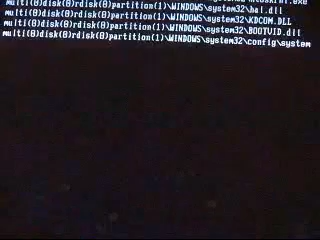 multi(0)disk(0)rdisk(0)partition(1)\WINDOWS\system32\hal.dll
multi(0)disk(0)rdisk(0)partition(1)\WINDOWS\system32\KDCOM.DLL
multi(0)disk(0)rdisk(0)partition(1)\WINDOWS\system32\BOOTVID.dll
multi(0)disk(0)rdisk(0)partition(1)\WINDOWS\system32\config\system